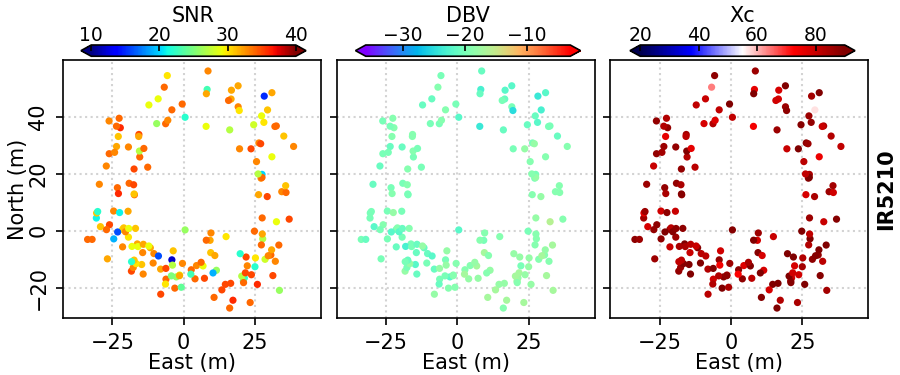 SNR DBV Xc
10 20 30 40 −30 −20 −10 20 40 60 80
40
20
0
−20
North (m)
IR5210
−25 0 25 −25 0 25 −25 0 25
East (m) East (m) East (m)